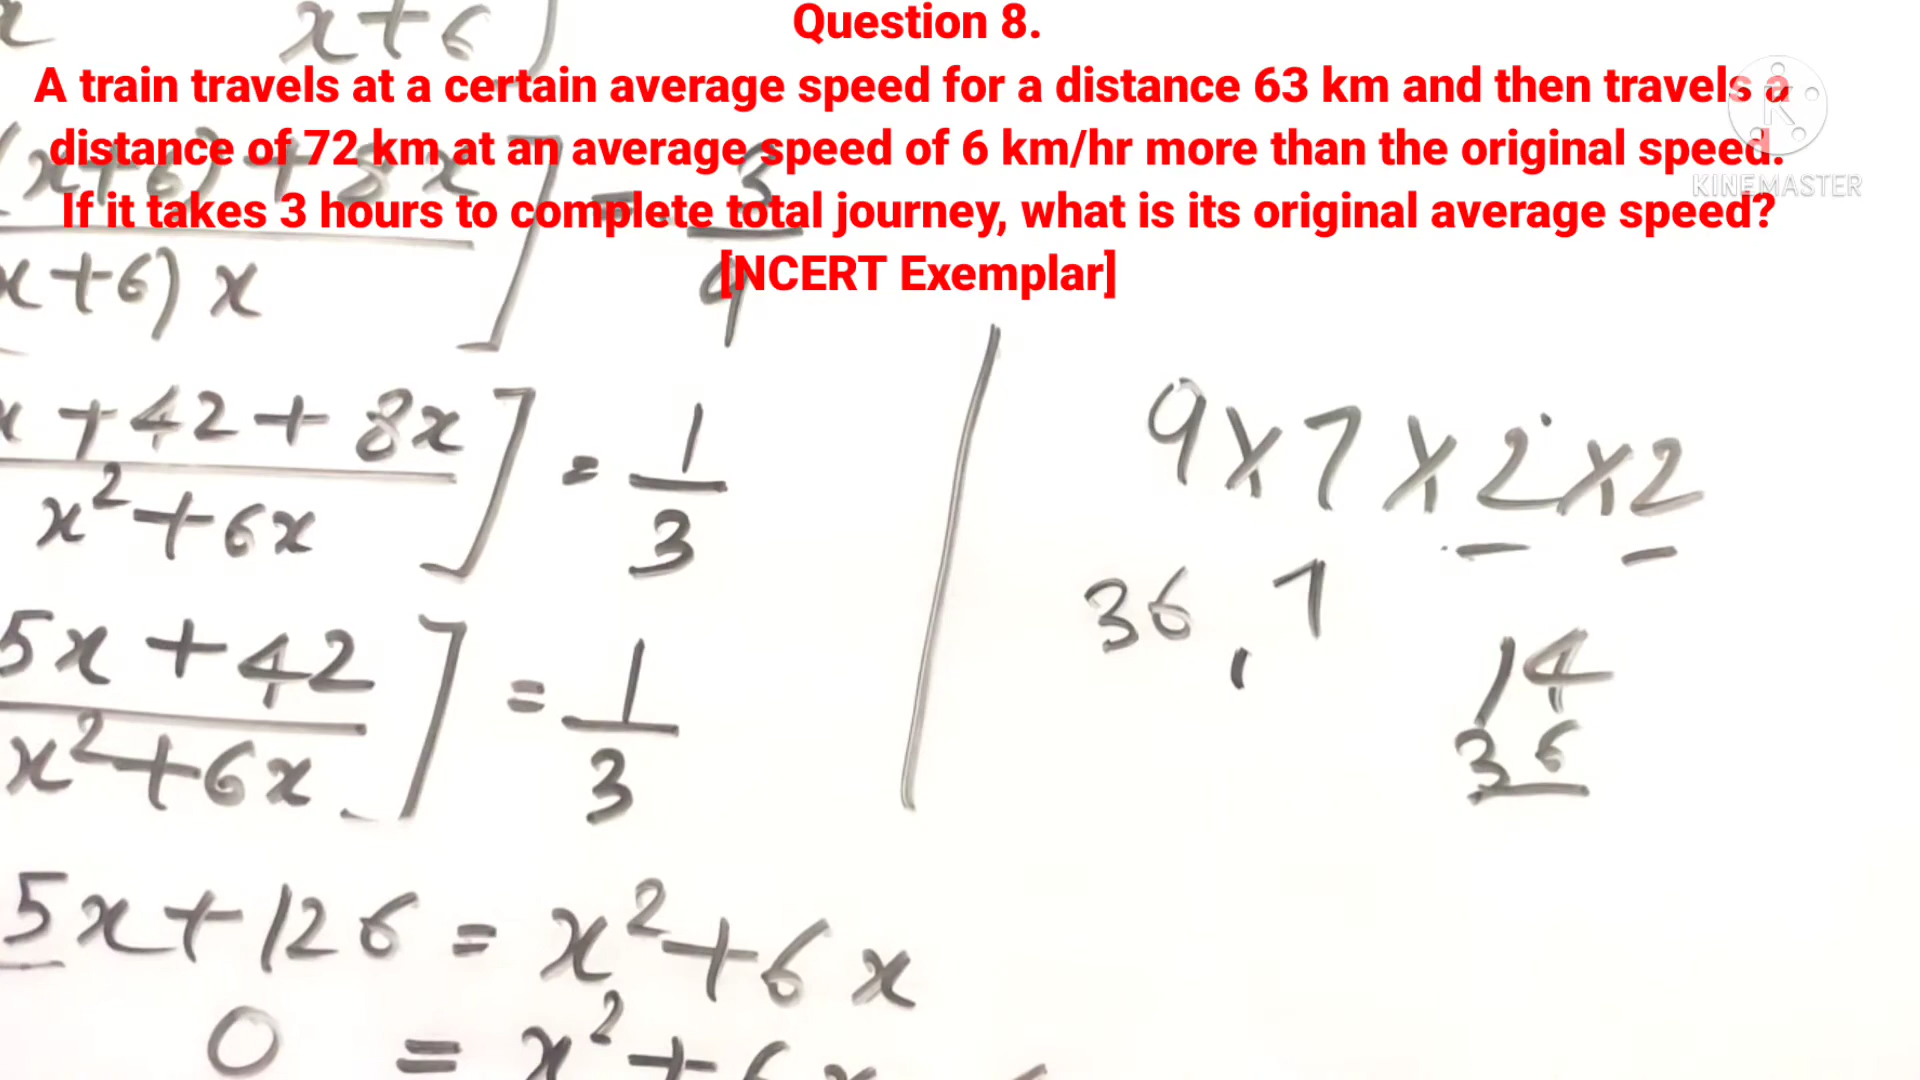 x x+6)
Question 8.
A train travels at a certain average speed for a distance 63 km and then travels a
distance of 72 km at an average speed of 6 km/hr more than the original speed.
If it takes 3 hours to complete total journey, what is its original average speed?
[NCERT Exemplar]
KINEMASTER
(x+6)+8x] = 3
(x+6)x 9
x+42+8x] = 1
x²+6x 3
5x+42] = 1
x²+6x 3
5x+126 = x²+6x
0 = x²+6x
9x7x2x2
36,7
14
36